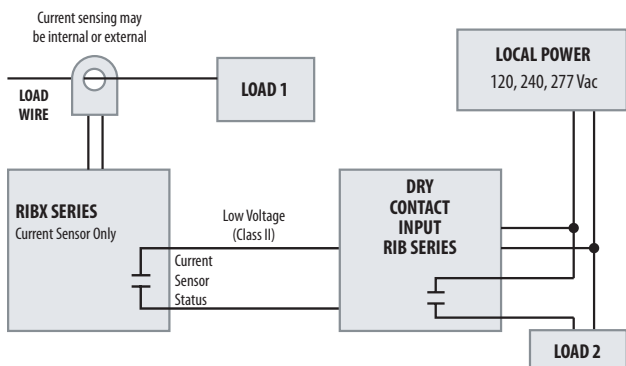 Current sensing may
be internal or external
LOAD
WIRE
LOAD 1
LOCAL POWER
120, 240, 277 Vac
RIBX SERIES
Current Sensor Only
Low Voltage
(Class II)
Current
Sensor
Status
DRY
CONTACT
INPUT
RIB SERIES
LOAD 2